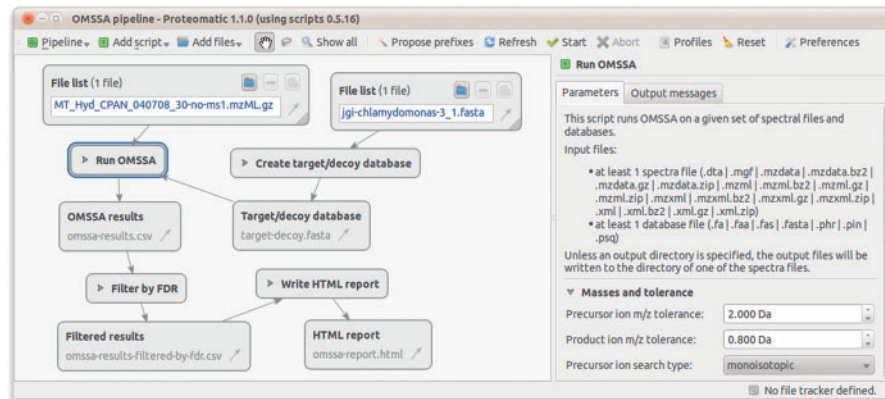 OMSSA pipeline - Proteomatic 1.1.0 (using scripts 0.5.16)
Pipeline Add script Add files Show all Propose prefixes Refresh Start Abort Profiles Reset Preferences
File list (1 file)
MT_Hyd_CPAN_040708_30-no-ms1.mzML.gz
File list (1 file)
jgi-chlamydomonas-3_1.fasta
Run OMSSA
Create target/decoy database
OMSSA results
omssa-results.csv
Target/decoy database
target-decoy.fasta
Filter by FDR
Write HTML report
Filtered results
omssa-results-filtered-by-fdr.csv
HTML report
omssa-report.html
Run OMSSA
Parameters Output messages
This script runs OMSSA on a given set of spectral files and
databases.
Input files:
• at least 1 spectra file (.dta | .mgf | .mzdata | .mzdata.bz2 |
.mzdata.gz | .mzdata.zip | .mzml | .mzml.bz2 | .mzml.gz |
.mzml.zip | .mzxml | .mzxml.bz2 | .mzxml.gz | .mzxml.zip |
.xml | .xml.bz2 | .xml.gz | .xml.zip)
• at least 1 database file (.fa | .faa | .fas | .fasta | .phr | .pin |
.psq)
Unless an output directory is specified, the output files will be
written to the directory of one of the spectra files.
Masses and tolerance
Precursor ion m/z tolerance: 2.000 Da
Product ion m/z tolerance: 0.800 Da
Precursor ion search type: monoisotopic
No file tracker defined.